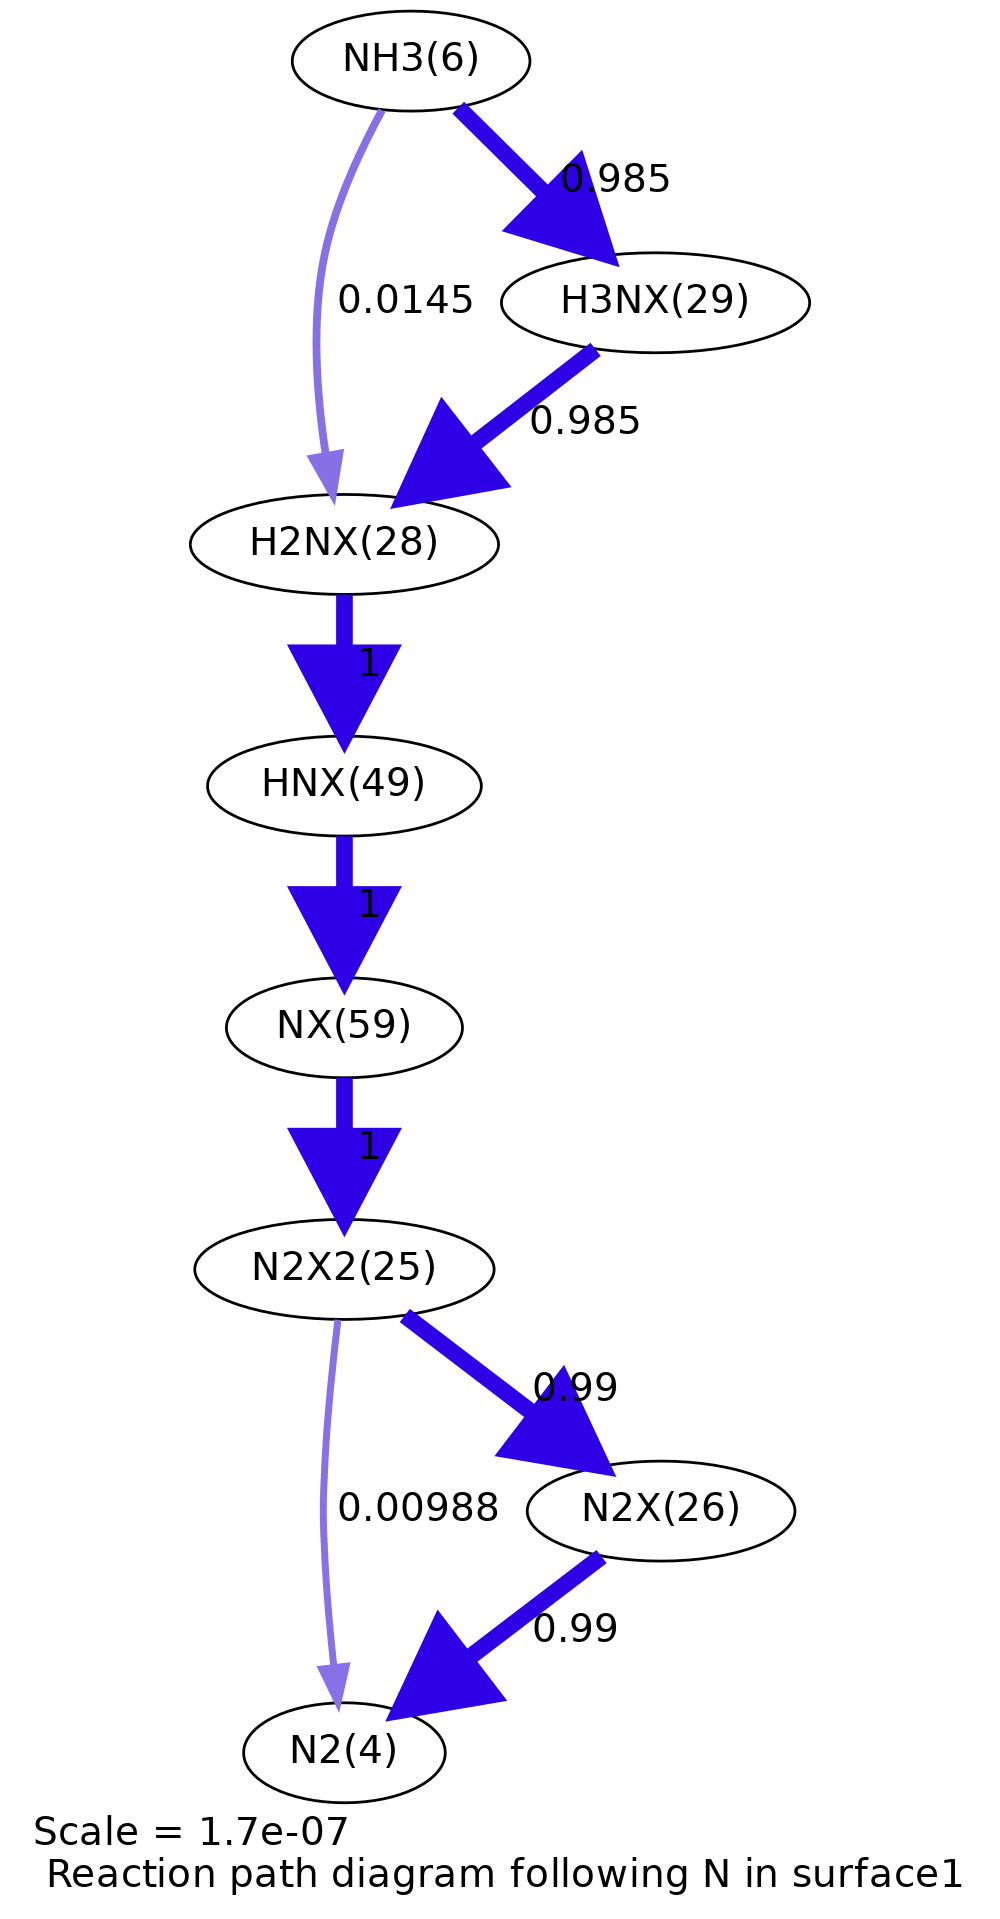 NH3(6)
0.985
0.0145
H3NX(29)
0.985
H2NX(28)
1
HNX(49)
1
NX(59)
1
N2X2(25)
0.99
0.00988
N2X(26)
0.99
N2(4)
Scale = 1.7e-07
Reaction path diagram following N in surface1